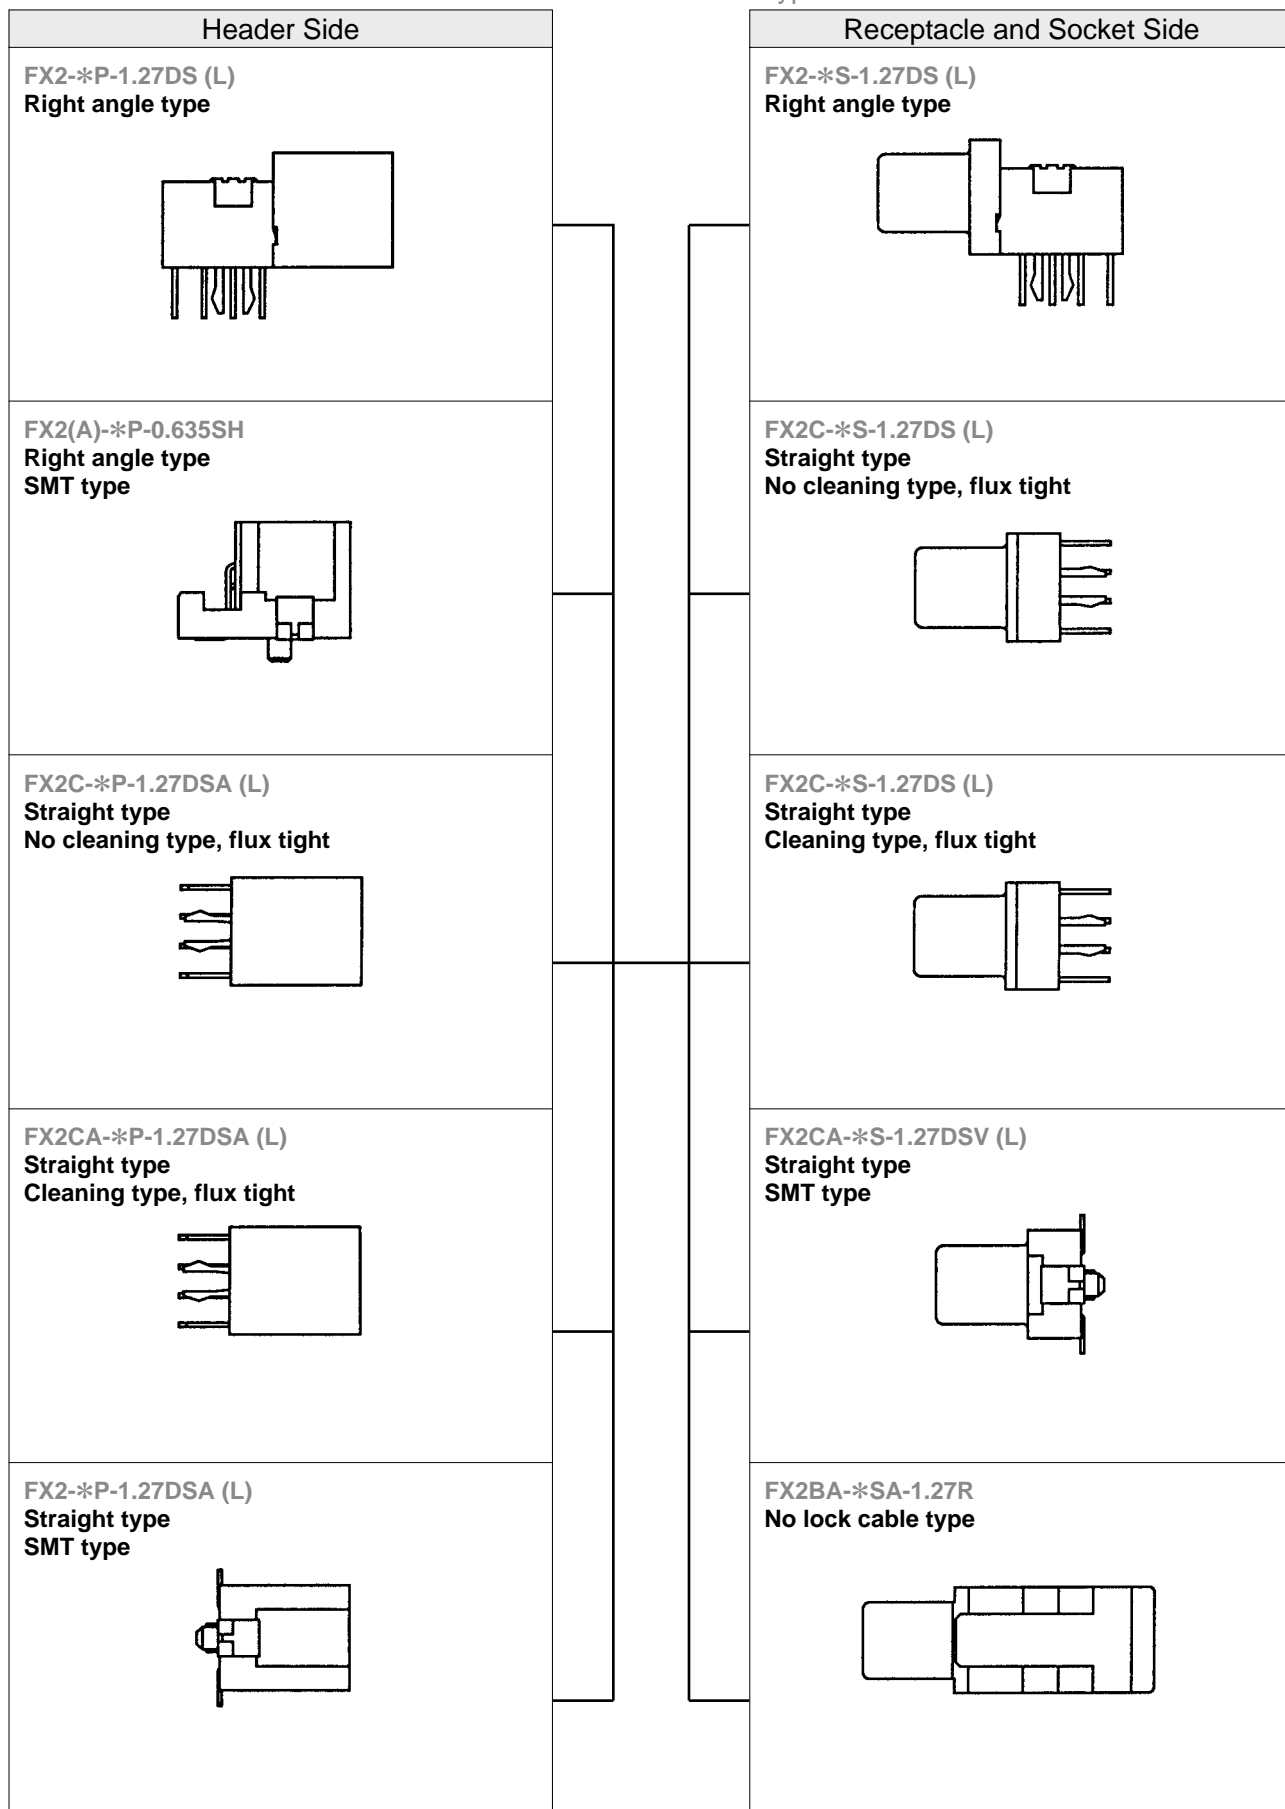 Header Side
FX2-*P-1.27DS (L)
Right angle type
FX2(A)-*P-0.635SH
Right angle type
SMT type
FX2C-*P-1.27DSA (L)
Straight type
No cleaning type, flux tight
FX2CA-*P-1.27DSA (L)
Straight type
Cleaning type, flux tight
FX2-*P-1.27DSA (L)
Straight type
SMT type
Receptacle and Socket Side
FX2-*S-1.27DS (L)
Right angle type
FX2C-*S-1.27DS (L)
Straight type
No cleaning type, flux tight
FX2C-*S-1.27DS (L)
Straight type
Cleaning type, flux tight
FX2CA-*S-1.27DSV (L)
Straight type
SMT type
FX2BA-*SA-1.27R
No lock cable type